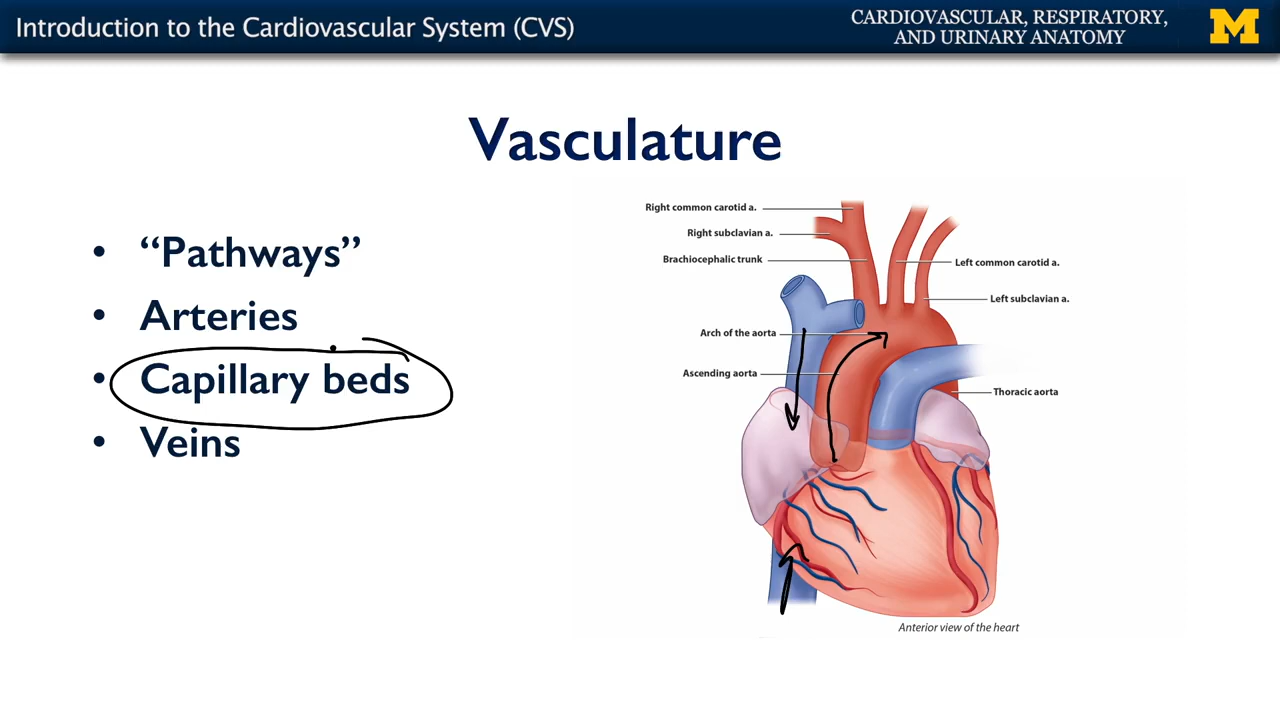 Introduction to the Cardiovascular System (CVS)
CARDIOVASCULAR, RESPIRATORY,
AND URINARY ANATOMY
M
Vasculature
• “Pathways”
• Arteries
• Capillary beds
• Veins
Right common carotid a.
Right subclavian a.
Brachiocephalic trunk
Left common carotid a.
Left subclavian a.
Arch of the aorta
Ascending aorta
Thoracic aorta
Anterior view of the heart